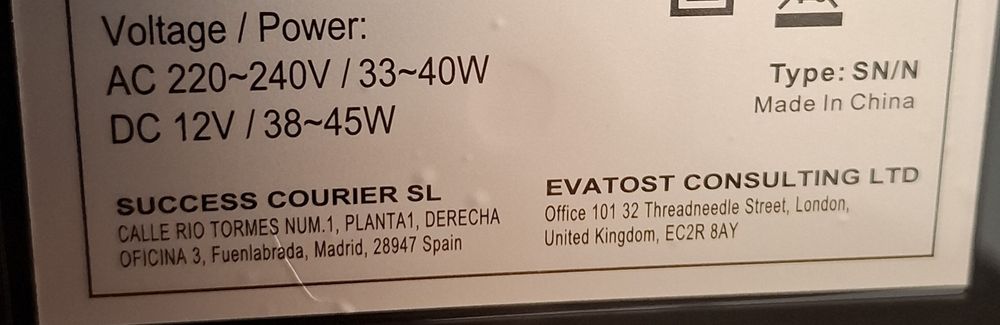 Voltage / Power:
AC 220~240V / 33~40W
DC 12V / 38~45W
Type: SN/N
Made In China
SUCCESS COURIER SL
CALLE RIO TORMES NUM.1, PLANTA1, DERECHA
OFICINA 3, Fuenlabrada, Madrid, 28947 Spain
EVATOST CONSULTING LTD
Office 101 32 Threadneedle Street, London,
United Kingdom, EC2R 8AY